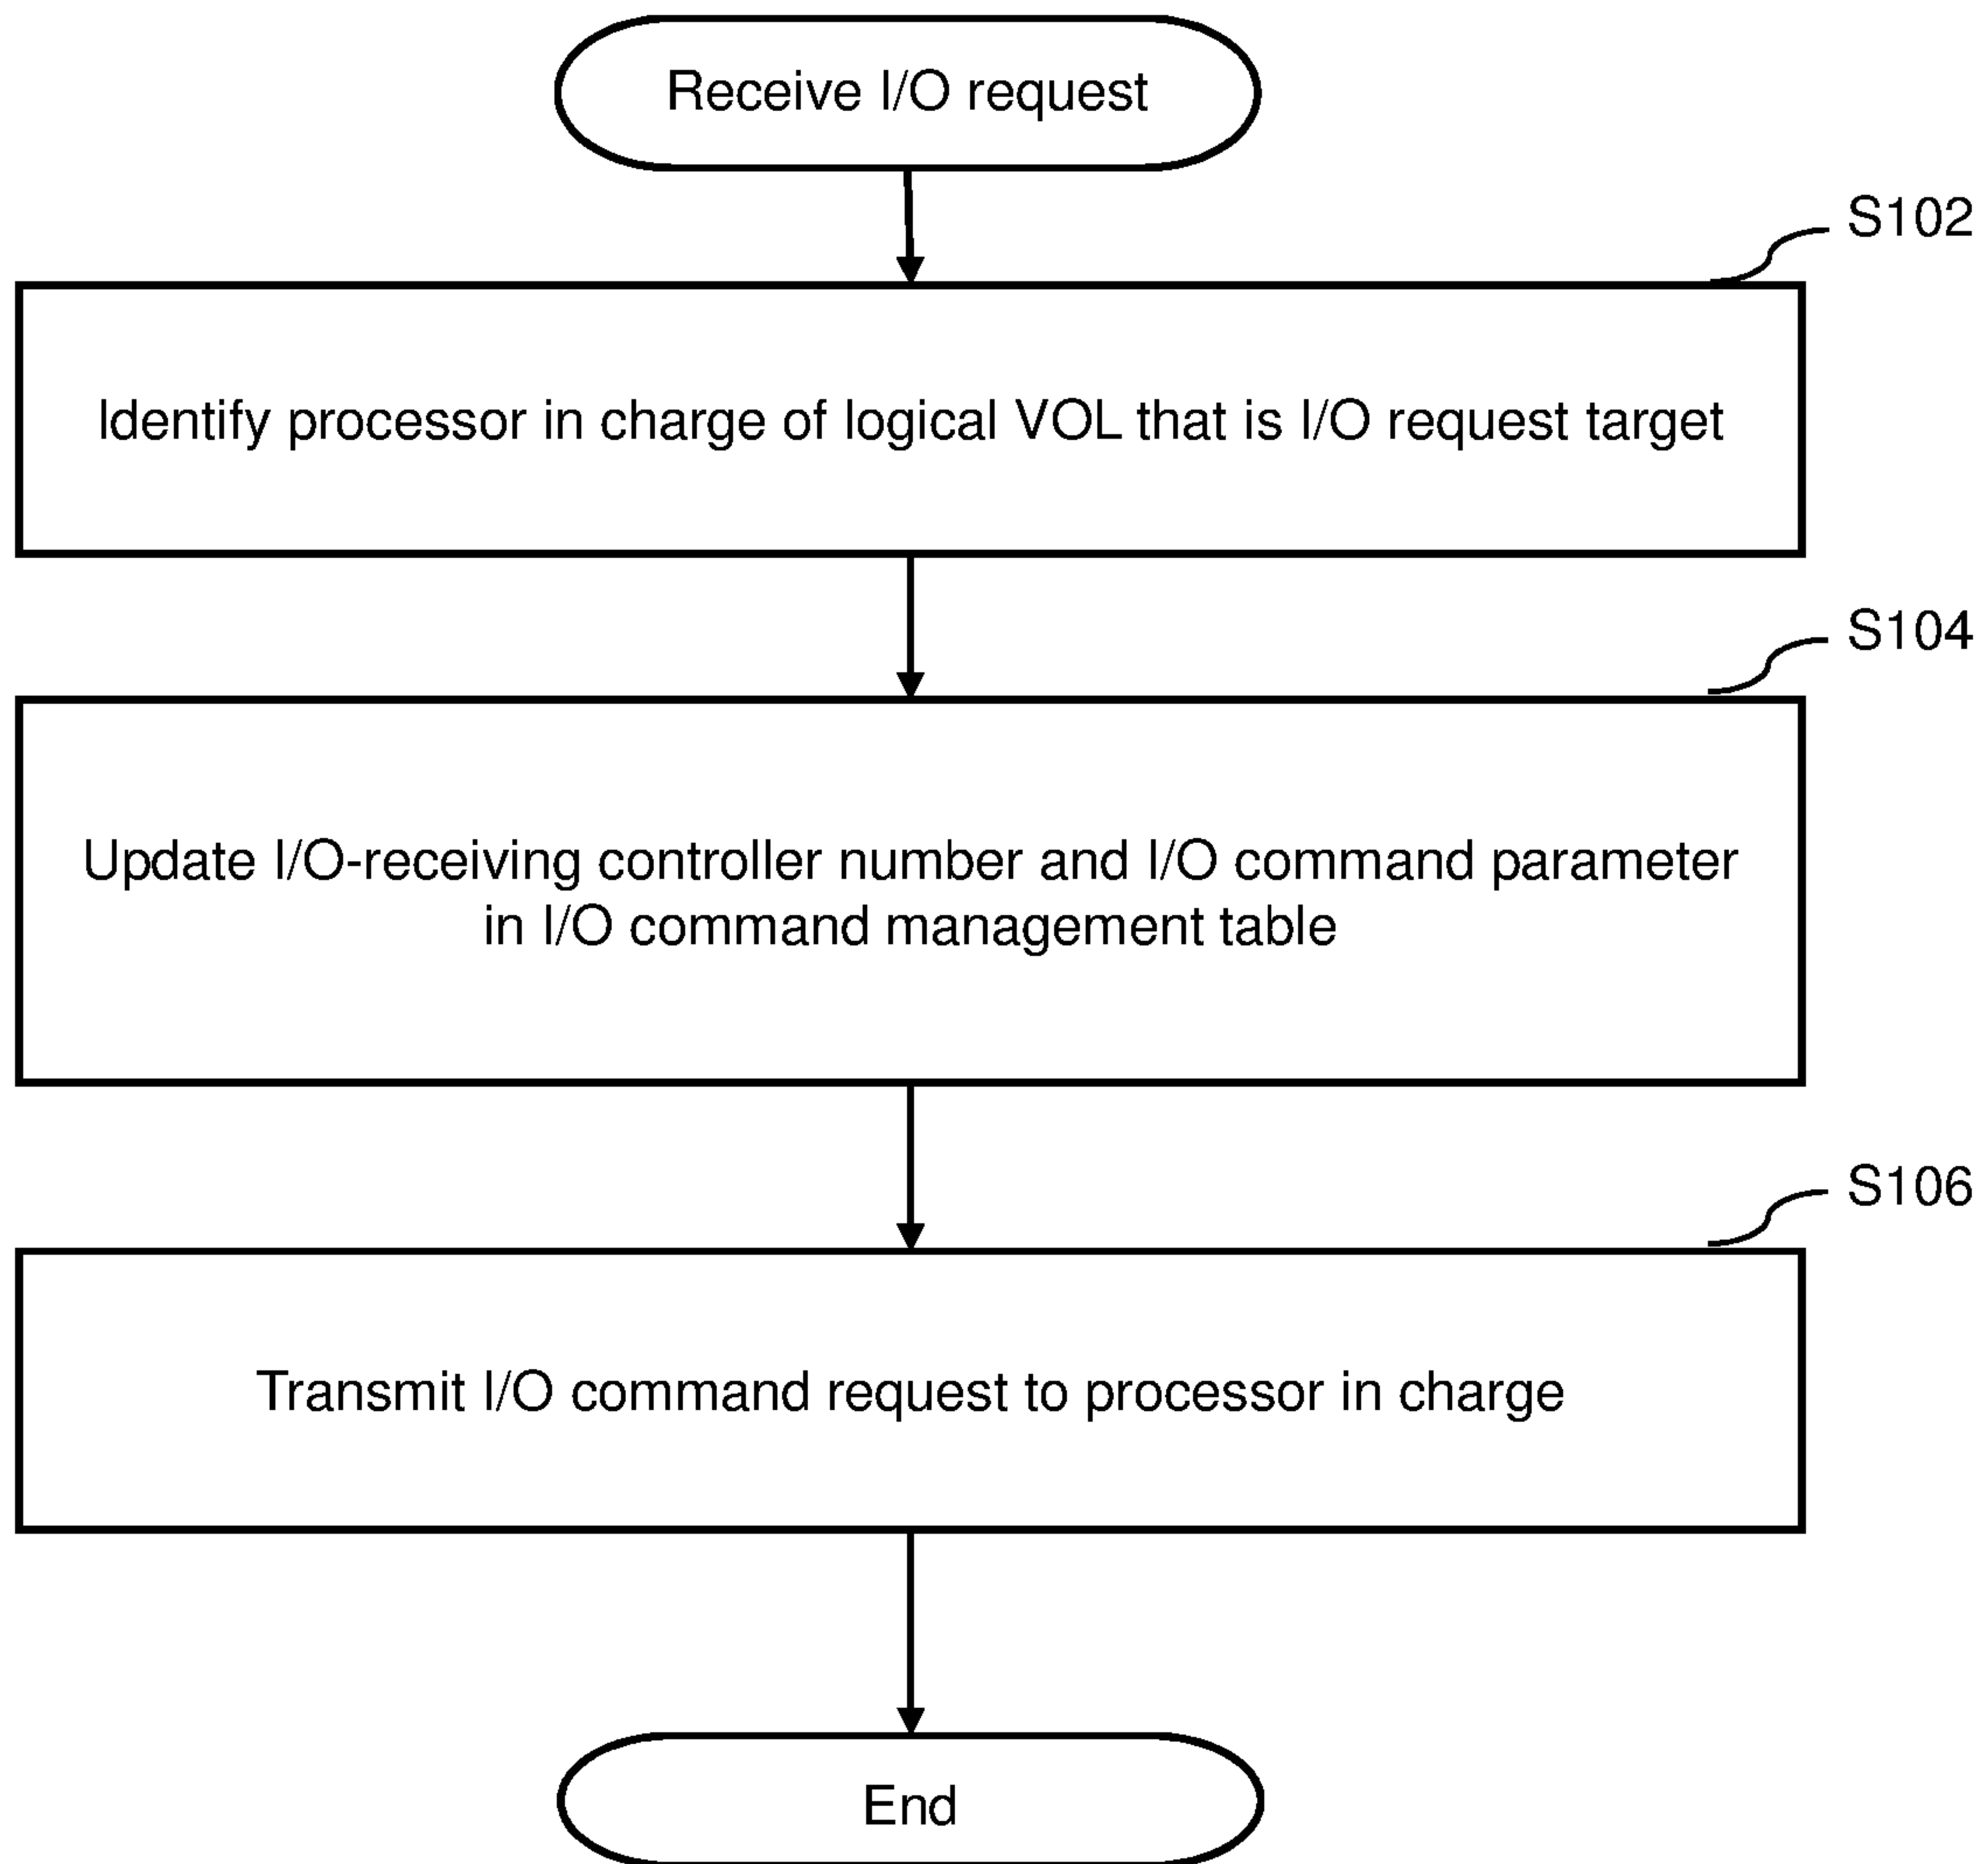 Receive I/O request
S102
Identify processor in charge of logical VOL that is I/O request target
S104
Update I/O-receiving controller number and I/O command parameter
in I/O command management table
S106
Transmit I/O command request to processor in charge
End